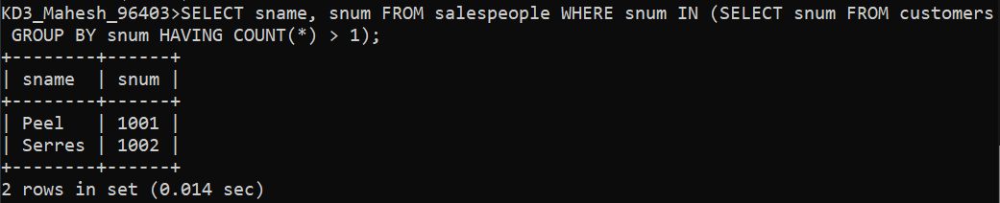 KD3_Mahesh_96403>SELECT sname, snum FROM salespeople WHERE snum IN (SELECT snum FROM customers
 GROUP BY snum HAVING COUNT(*) > 1);
+--------+------+
| sname  | snum |
+--------+------+
| Peel   | 1001 |
| Serres | 1002 |
+--------+------+
2 rows in set (0.014 sec)